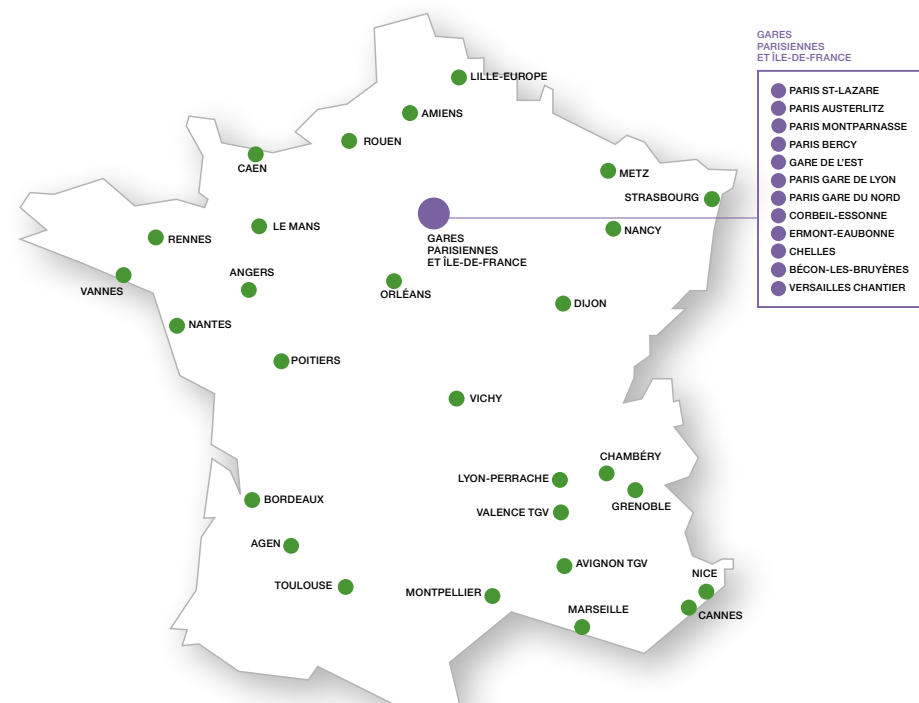 GARES
PARISIENNES
ET ÎLE-DE-FRANCE
PARIS ST-LAZARE
PARIS AUSTERLITZ
PARIS MONTPARNASSE
PARIS BERCY
GARE DE L'EST
PARIS GARE DE LYON
PARIS GARE DU NORD
CORBEIL-ESSONNE
ERMONT-EAUBONNE
CHELLES
BÉCON-LES-BRUYÈRES
VERSAILLES CHANTIER
LILLE-EUROPE
AMIENS
ROUEN
CAEN
METZ
STRASBOURG
LE MANS
NANCY
RENNES
GARES
PARISIENNES
ET ÎLE-DE-FRANCE
ANGERS
VANNES
ORLÉANS
DIJON
NANTES
POITIERS
VICHY
CHAMBÉRY
LYON-PERRACHE
GRENOBLE
BORDEAUX
VALENCE TGV
AGEN
AVIGNON TGV
NICE
TOULOUSE
MONTPELLIER
MARSEILLE
CANNES